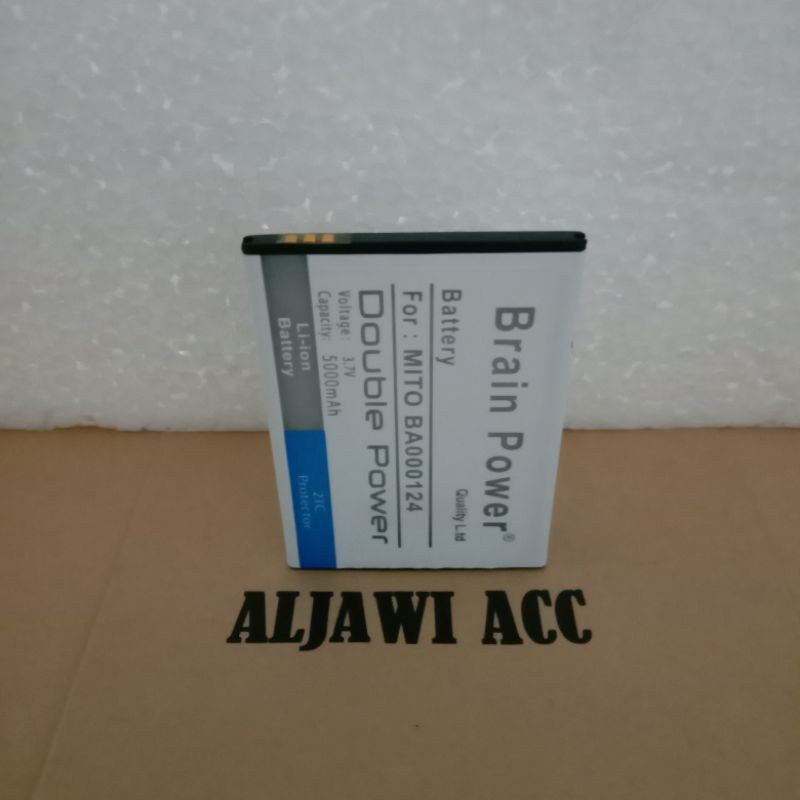 Brain Power®
Quality L.td
Battery
For : MITO BA000124
Double Power
Voltage: 3.7V
Capacity: 5000mAh
Li-ion
Battery
2IC
Protector
ALJAWI ACC